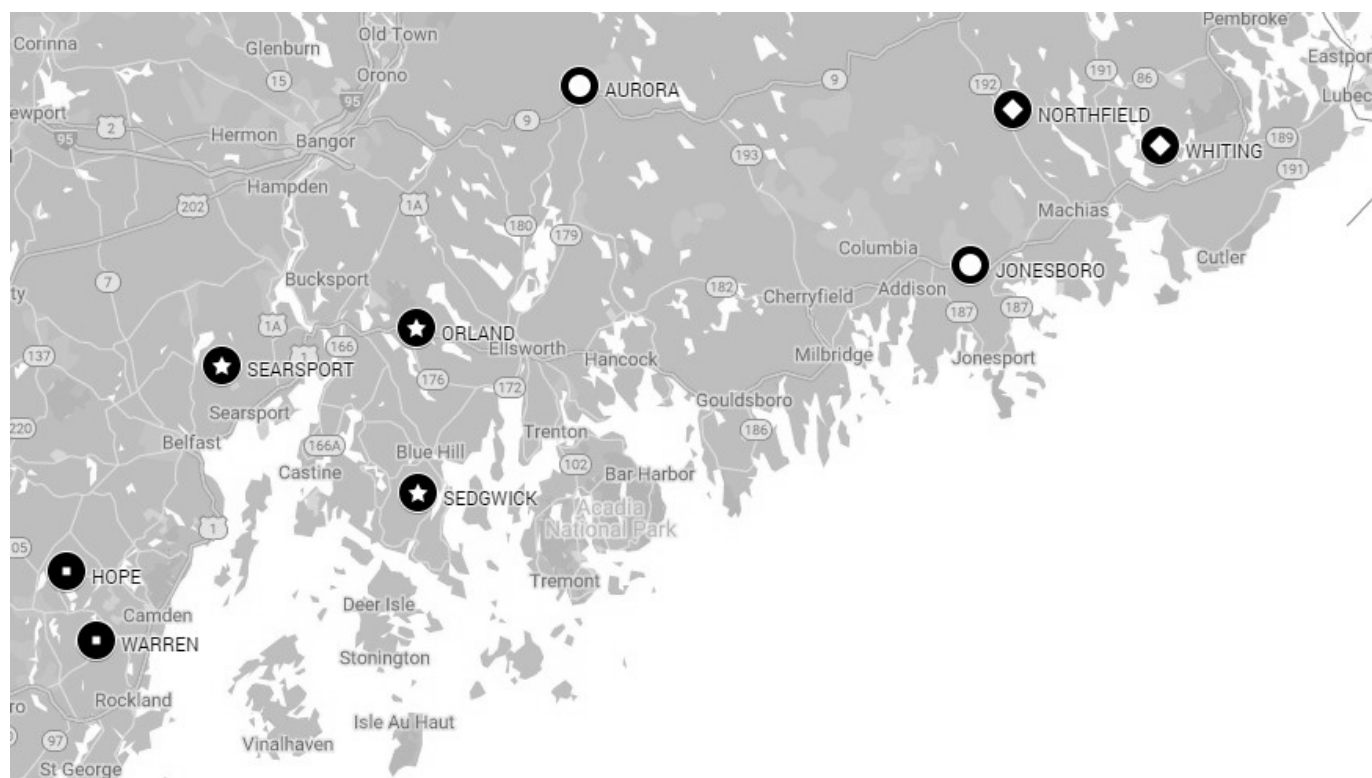 Corinna
Glenburn
Old Town
Pembroke
15
Orono
AURORA
9
192
191
86
Eastpor
95
Lubec
ewport
2
9
NORTHFIELD
95
Hermon
Bangor
193
WHITING
189
Hampden
191
202
1A
Machias
180
179
Columbia
Cutler
7
Bucksport
JONESBORO
ty
182
Cherryfield
Addison
1A
187
187
ORLAND
166
1
Ellsworth
137
Hancock
Milbridge
Jonesport
SEARSPORT
176
172
Searsport
Gouldsboro
220
186
Belfast
166A
Blue Hill
Trenton
Castine
102
Bar Harbor
SEDGWICK
Acadia
National Park
1
05
HOPE
Tremont
Camden
Deer Isle
WARREN
Stonington
Rockland
ro
Isle Au Haut
97
Vinalhaven
St George